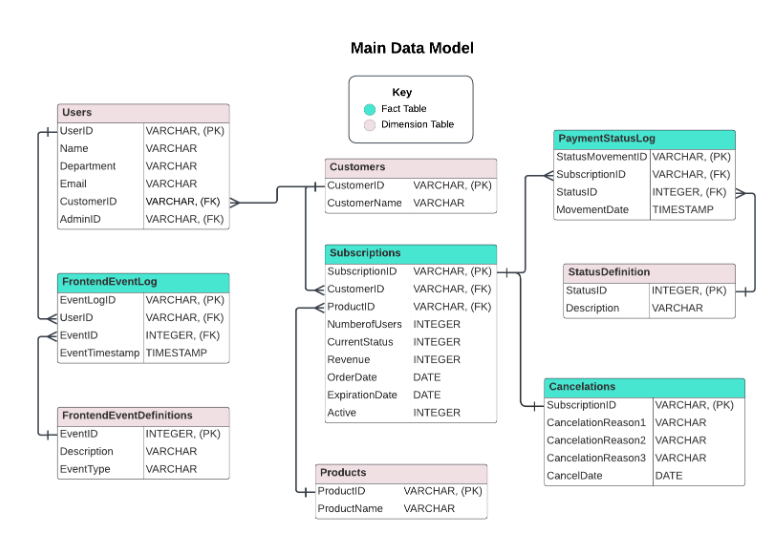 Main Data Model
Key
Fact Table
Dimension Table
Users
UserID VARCHAR, (PK)
Name VARCHAR
Department VARCHAR
Email VARCHAR
CustomerID VARCHAR, (FK)
AdminID VARCHAR, (FK)
FrontendEventLog
EventLogID VARCHAR, (PK)
UserID VARCHAR, (FK)
EventID INTEGER, (FK)
EventTimestamp TIMESTAMP
FrontendEventDefinitions
EventID INTEGER, (PK)
Description VARCHAR
EventType VARCHAR
Customers
CustomerID VARCHAR, (PK)
CustomerName VARCHAR
Subscriptions
SubscriptionID VARCHAR, (PK)
CustomerID VARCHAR, (FK)
ProductID VARCHAR, (FK)
NumberofUsers INTEGER
CurrentStatus INTEGER
Revenue INTEGER
OrderDate DATE
ExpirationDate DATE
Active INTEGER
Products
ProductID VARCHAR, (PK)
ProductName VARCHAR
PaymentStatusLog
StatusMovementID VARCHAR, (PK)
SubscriptionID VARCHAR, (FK)
StatusID INTEGER, (FK)
MovementDate TIMESTAMP
StatusDefinition
StatusID INTEGER, (PK)
Description VARCHAR
Cancelations
SubscriptionID VARCHAR, (PK)
CancelationReason1 VARCHAR
CancelationReason2 VARCHAR
CancelationReason3 VARCHAR
CancelDate DATE